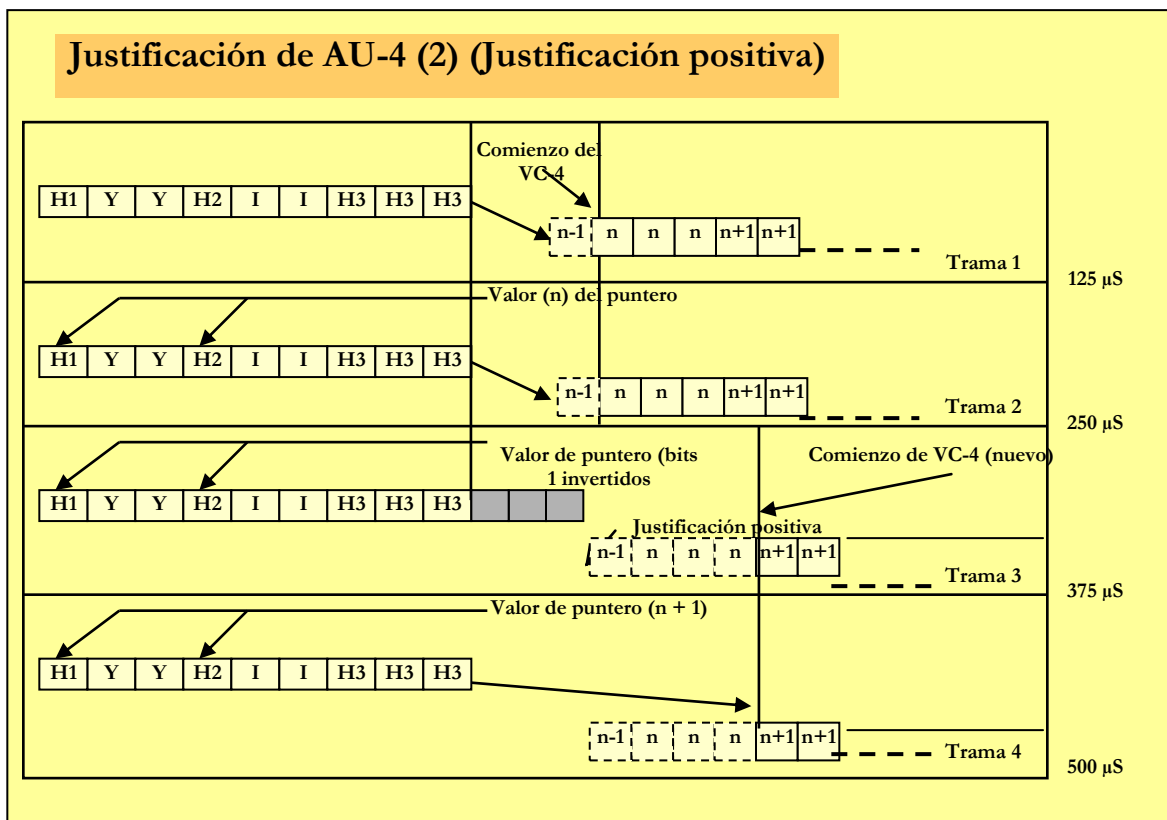 Justificación de AU-4 (2) (Justificación positiva)
Comienzo del
VC-4
H1 Y Y H2 I I H3 H3 H3
n-1 n n n n+1 n+1
Trama 1
125 µS
Valor (n) del puntero
H1 Y Y H2 I I H3 H3 H3
n-1 n n n n+1 n+1
Trama 2
250 µS
Valor de puntero (bits
1 invertidos
Comienzo de VC-4 (nuevo)
H1 Y Y H2 I I H3 H3 H3
Justificación positiva
n-1 n n n n+1 n+1
Trama 3
375 µS
Valor de puntero (n + 1)
H1 Y Y H2 I I H3 H3 H3
n-1 n n n n+1 n+1
Trama 4
500 µS